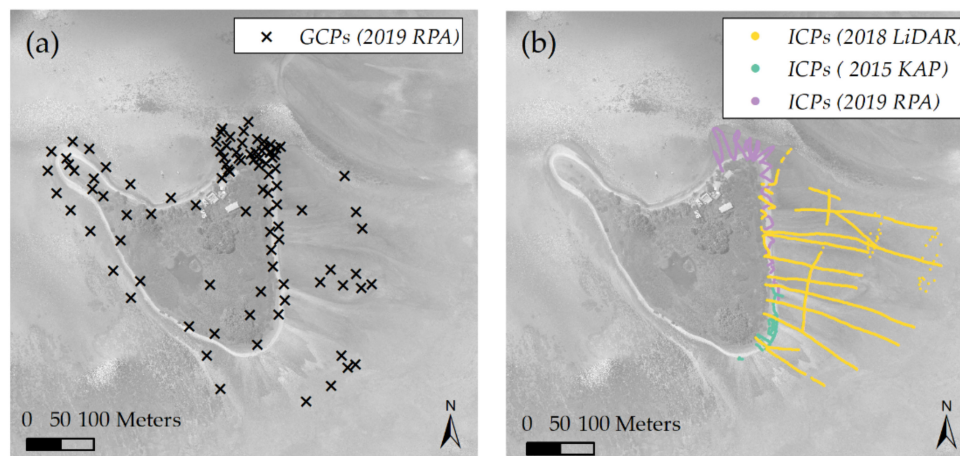 (a)
GCPs (2019 RPA)
0 50 100 Meters
N
(b)
ICPs (2018 LiDAR)
ICPs ( 2015 KAP)
ICPs (2019 RPA)
0 50 100 Meters
N